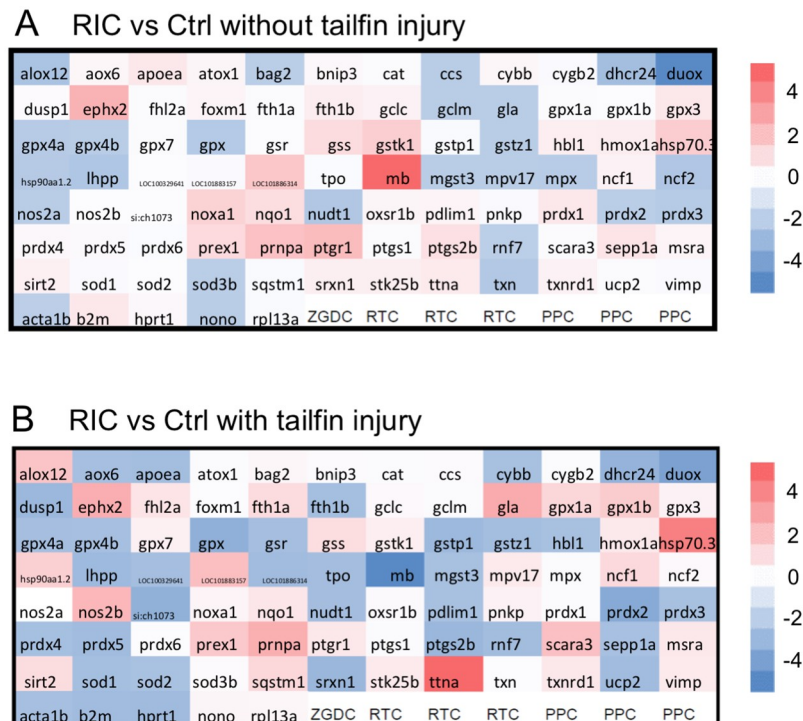 A RIC vs Ctrl without tailfin injury
alox12 aox6 apoea atox1 bag2 bnip3 cat ccs cybb cygb2 dhcr24 duox
dusp1 ephx2 fhl2a foxm1 fth1a fth1b gclc gclm gla gpx1a gpx1b gpx3
gpx4a gpx4b gpx7 gpx gsr gss gstk1 gstp1 gstz1 hbl1 hmox1a hsp70.3
hsp90aa1.2 lhpp LOC100329641 LOC101883157 LOC101886314 tpo mb mgst3 mpv17 mpx ncf1 ncf2
nos2a nos2b si:ch1073 noxa1 nqo1 nudt1 oxsr1b pdlim1 pnkp prdx1 prdx2 prdx3
prdx4 prdx5 prdx6 prex1 prnpa ptgr1 ptgs1 ptgs2b rnf7 scara3 sepp1a msra
sirt2 sod1 sod2 sod3b sqstm1 srxn1 stk25b ttna txn txnrd1 ucp2 vimp
acta1b b2m hprt1 nono rpl13a ZGDC RTC RTC RTC PPC PPC PPC
4
2
0
-2
-4
B RIC vs Ctrl with tailfin injury
alox12 aox6 apoea atox1 bag2 bnip3 cat ccs cybb cygb2 dhcr24 duox
dusp1 ephx2 fhl2a foxm1 fth1a fth1b gclc gclm gla gpx1a gpx1b gpx3
gpx4a gpx4b gpx7 gpx gsr gss gstk1 gstp1 gstz1 hbl1 hmox1a hsp70.3
hsp90aa1.2 lhpp LOC100329641 LOC101883157 LOC101886314 tpo mb mgst3 mpv17 mpx ncf1 ncf2
nos2a nos2b si:ch1073 noxa1 nqo1 nudt1 oxsr1b pdlim1 pnkp prdx1 prdx2 prdx3
prdx4 prdx5 prdx6 prex1 prnpa ptgr1 ptgs1 ptgs2b rnf7 scara3 sepp1a msra
sirt2 sod1 sod2 sod3b sqstm1 srxn1 stk25b ttna txn txnrd1 ucp2 vimp
acta1b b2m hprt1 nono rpl13a ZGDC RTC RTC RTC PPC PPC PPC
4
2
0
-2
-4